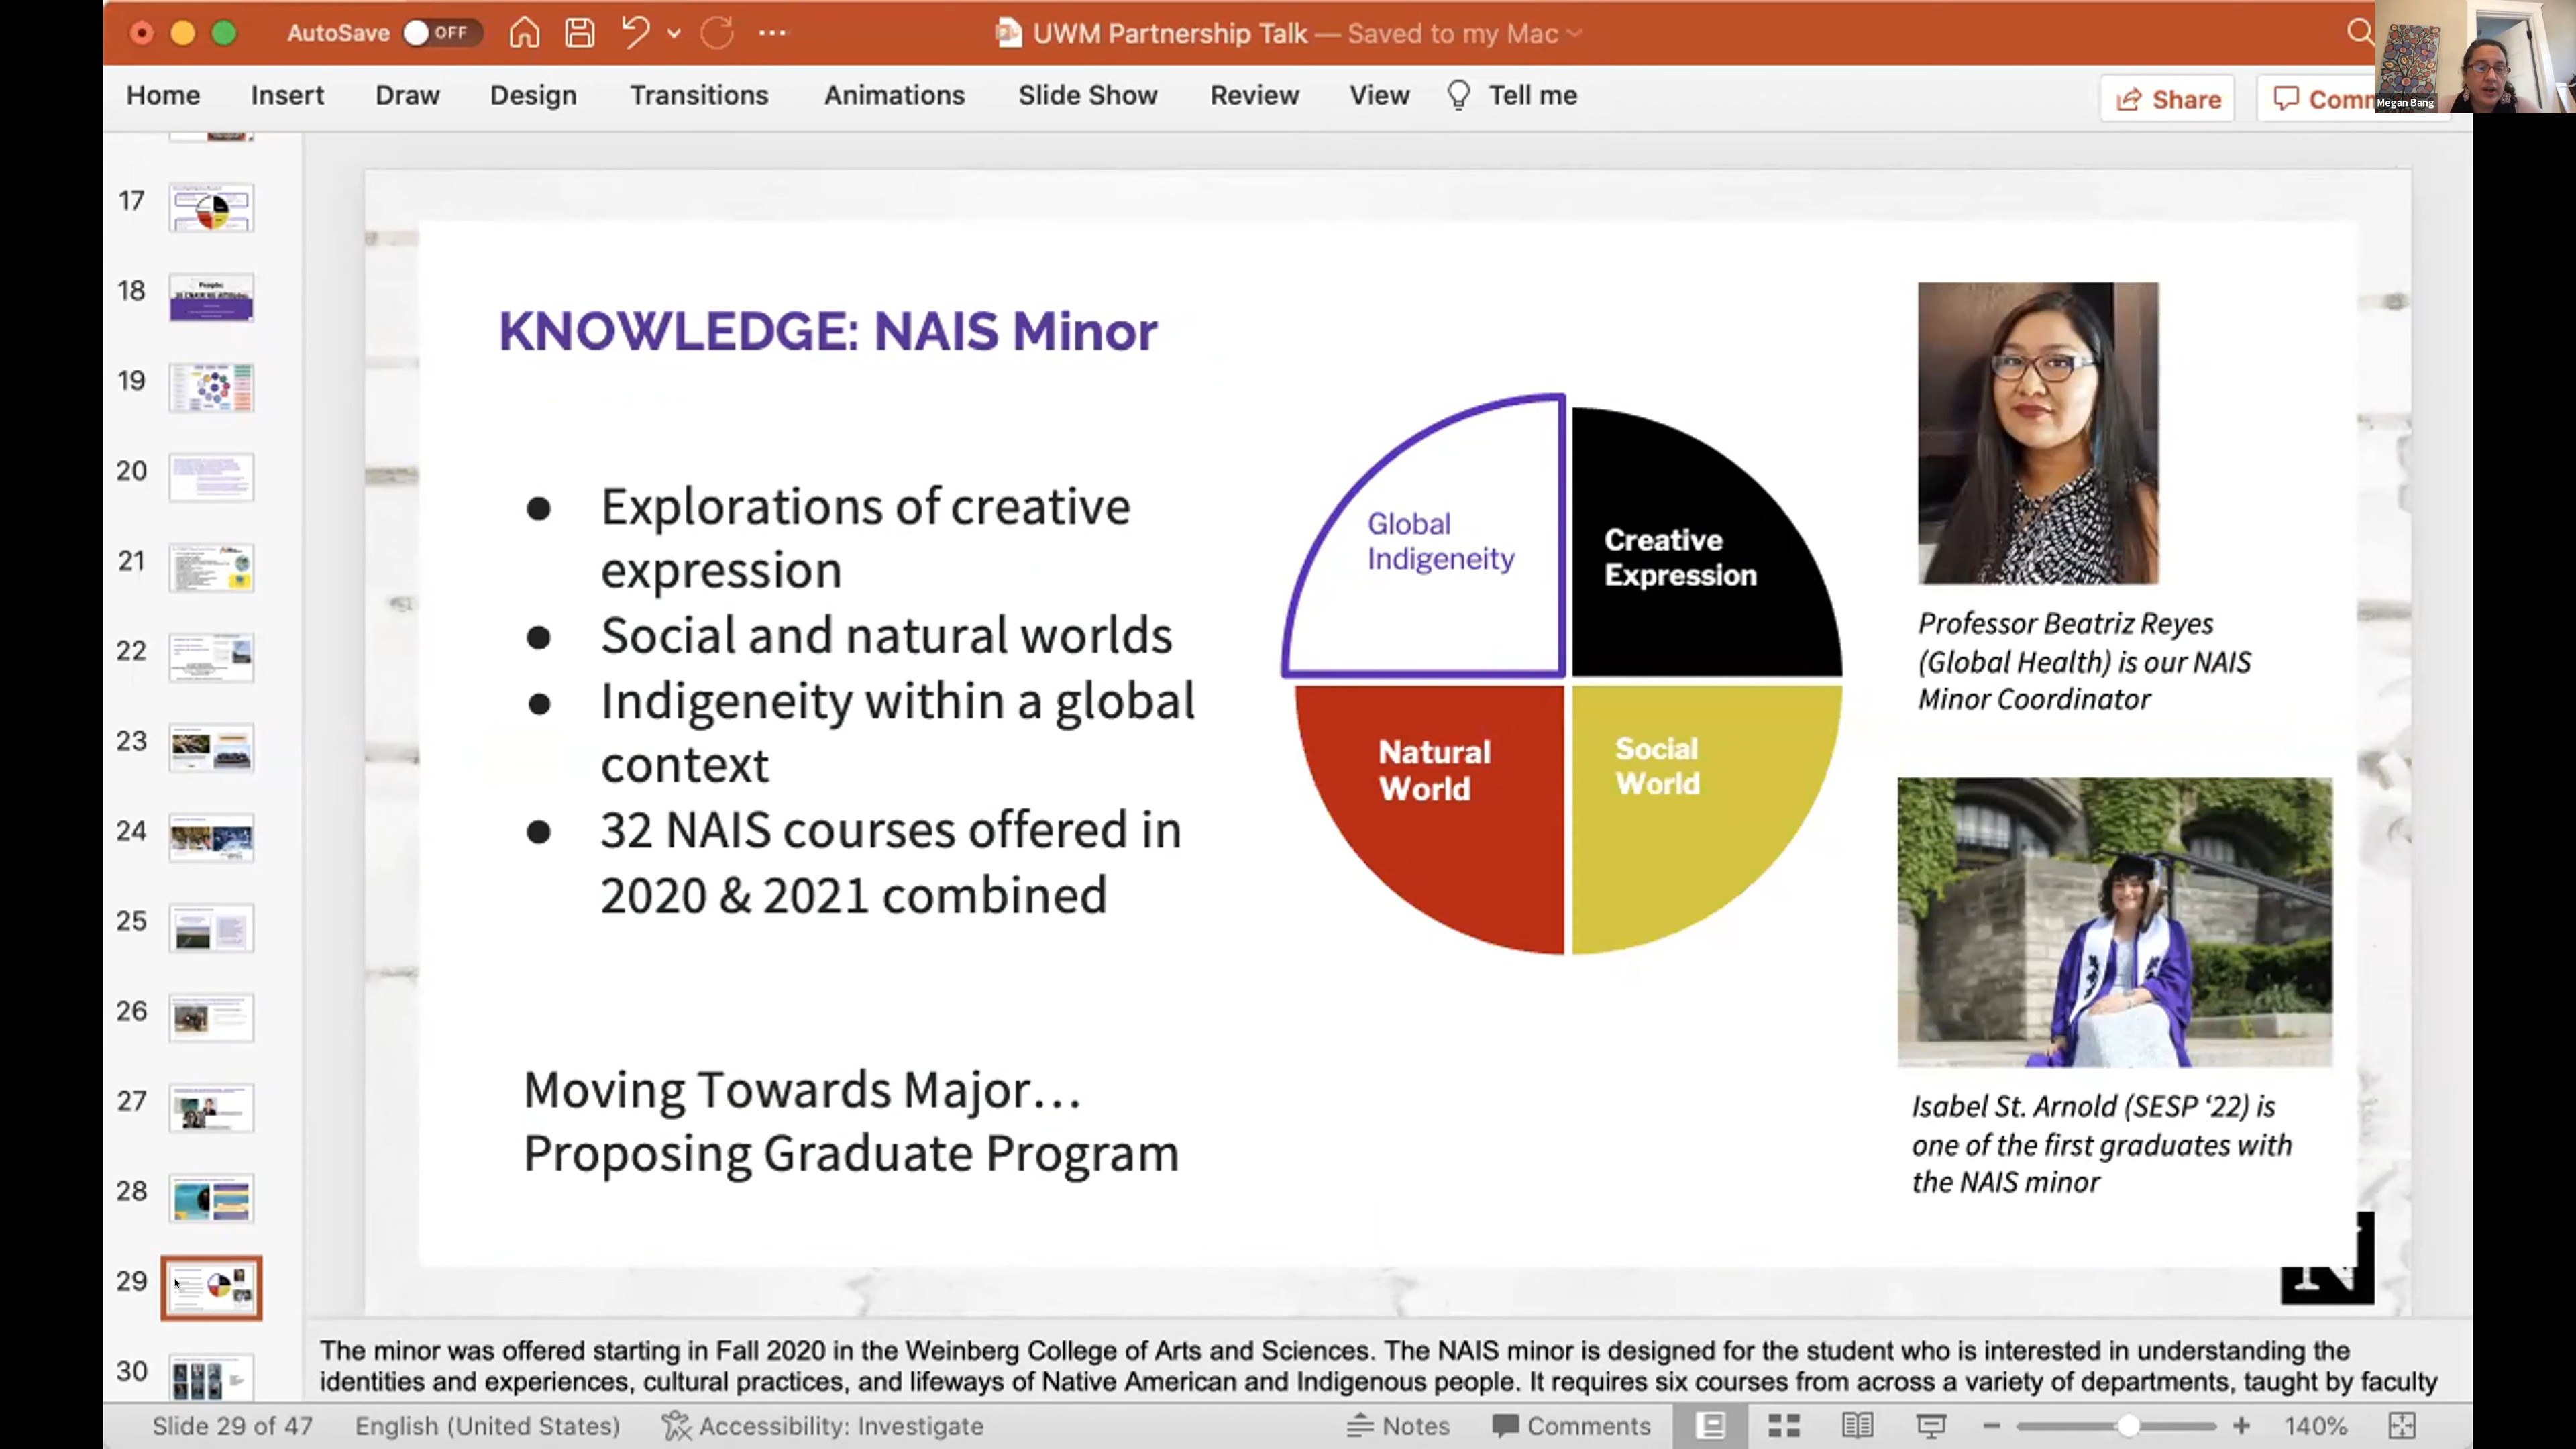 AutoSave OFF
UWM Partnership Talk — Saved to my Mac
Home Insert Draw Design Transitions Animations Slide Show Review View Tell me
Share
Comm
Megan Bang
17
18
19
20
21
22
23
24
25
26
27
28
29
30
KNOWLEDGE: NAIS Minor
● Explorations of creative
expression
● Social and natural worlds
● Indigeneity within a global
context
● 32 NAIS courses offered in
2020 & 2021 combined
Moving Towards Major...
Proposing Graduate Program
Global
Indigeneity
Creative
Expression
Natural
World
Social
World
Professor Beatriz Reyes
(Global Health) is our NAIS
Minor Coordinator
Isabel St. Arnold (SESP ‘22) is
one of the first graduates with
the NAIS minor
N
The minor was offered starting in Fall 2020 in the Weinberg College of Arts and Sciences. The NAIS minor is designed for the student who is interested in understanding the
identities and experiences, cultural practices, and lifeways of Native American and Indigenous people. It requires six courses from across a variety of departments, taught by faculty
Slide 29 of 47 English (United States) Accessibility: Investigate Notes Comments 140%